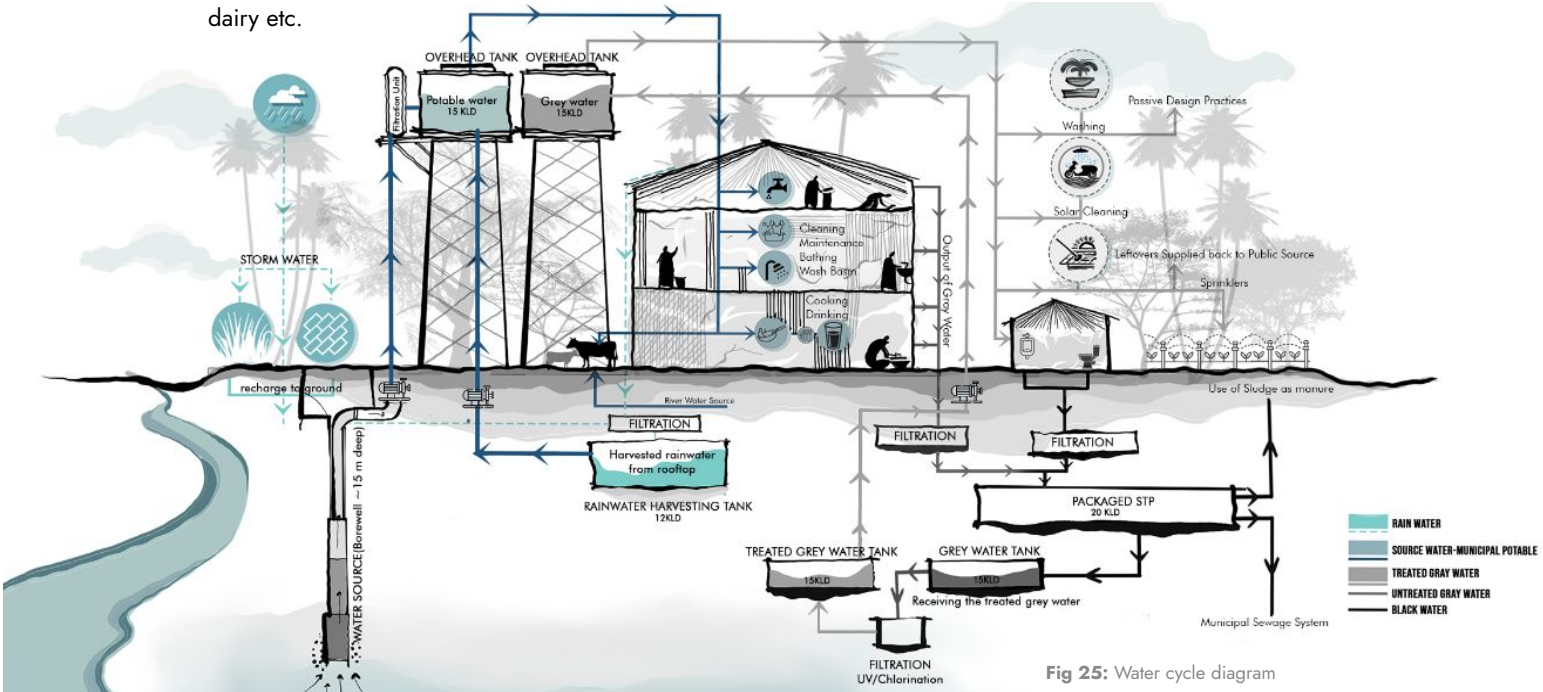 dairy etc.
OVERHEAD TANK
OVERHEAD TANK
Filtration Unit
Potable water
15 KLD
Grey water
15KLD
Passive Design Practices
Washing
Solar Cleaning
Leftovers Supplied back to Public Source
Sprinklers
STORM WATER
Cleaning
Maintenance
Bathing
Wash Basin
Cooking
Drinking
Output of Gray Water
recharge to ground
River Water Source
Use of Sludge as manure
FILTRATION
FILTRATION
FILTRATION
Harvested rainwater
from rooftop
RAINWATER HARVESTING TANK
12KLD
WATER SOURCE(Borewell ~15 m deep)
PACKAGED STP
20 KLD
TREATED GREY WATER TANK
15KLD
GREY WATER TANK
15KLD
Receiving the treated grey water
FILTRATION
UV/Chlorination
Municipal Sewage System
RAIN WATER
SOURCE WATER-MUNICIPAL POTABLE
TREATED GRAY WATER
UNTREATED GRAY WATER
BLACK WATER
Fig 25: Water cycle diagram